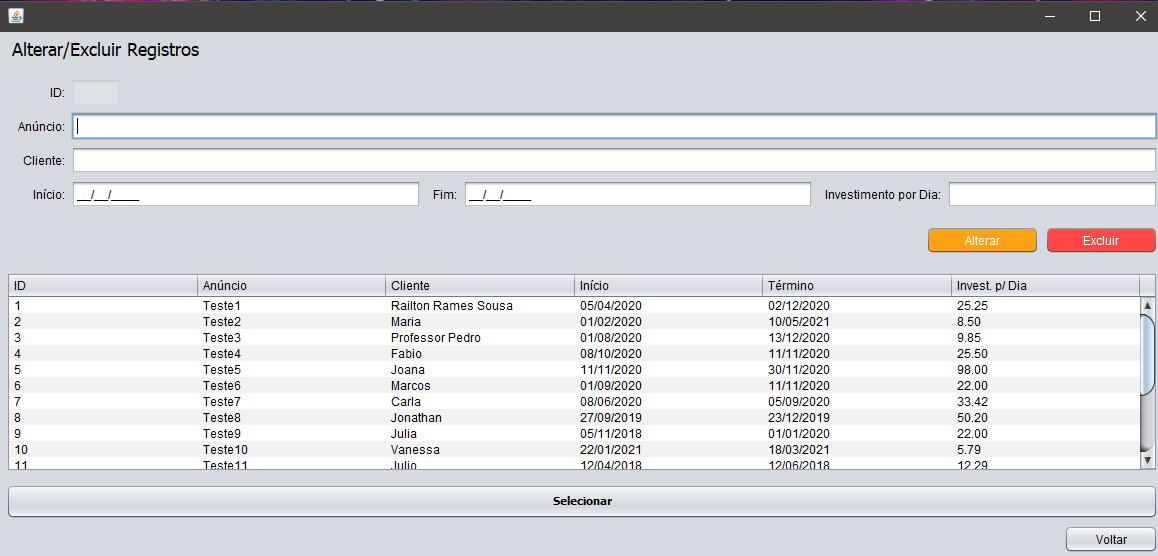 Alterar/Excluir Registros
ID:
Anúncio:
Cliente:
Início: __/__/____ Fim: __/__/____ Investimento por Dia:
Alterar Excluir
ID Anúncio Cliente Início Término Invest. p/ Dia
1 Teste1 Railton Rames Sousa 05/04/2020 02/12/2020 25.25
2 Teste2 Maria 01/02/2020 10/05/2021 8.50
3 Teste3 Professor Pedro 01/08/2020 13/12/2020 9.85
4 Teste4 Fabio 08/10/2020 11/11/2020 25.50
5 Teste5 Joana 11/11/2020 30/11/2020 98.00
6 Teste6 Marcos 01/09/2020 11/11/2020 22.00
7 Teste7 Carla 08/06/2020 05/09/2020 33.42
8 Teste8 Jonathan 27/09/2019 23/12/2019 50.20
9 Teste9 Julia 05/11/2018 01/01/2020 22.00
10 Teste10 Vanessa 22/01/2021 18/03/2021 5.79
11 Teste11 Julio 12/04/2018 12/06/2018 12.29
Selecionar
Voltar